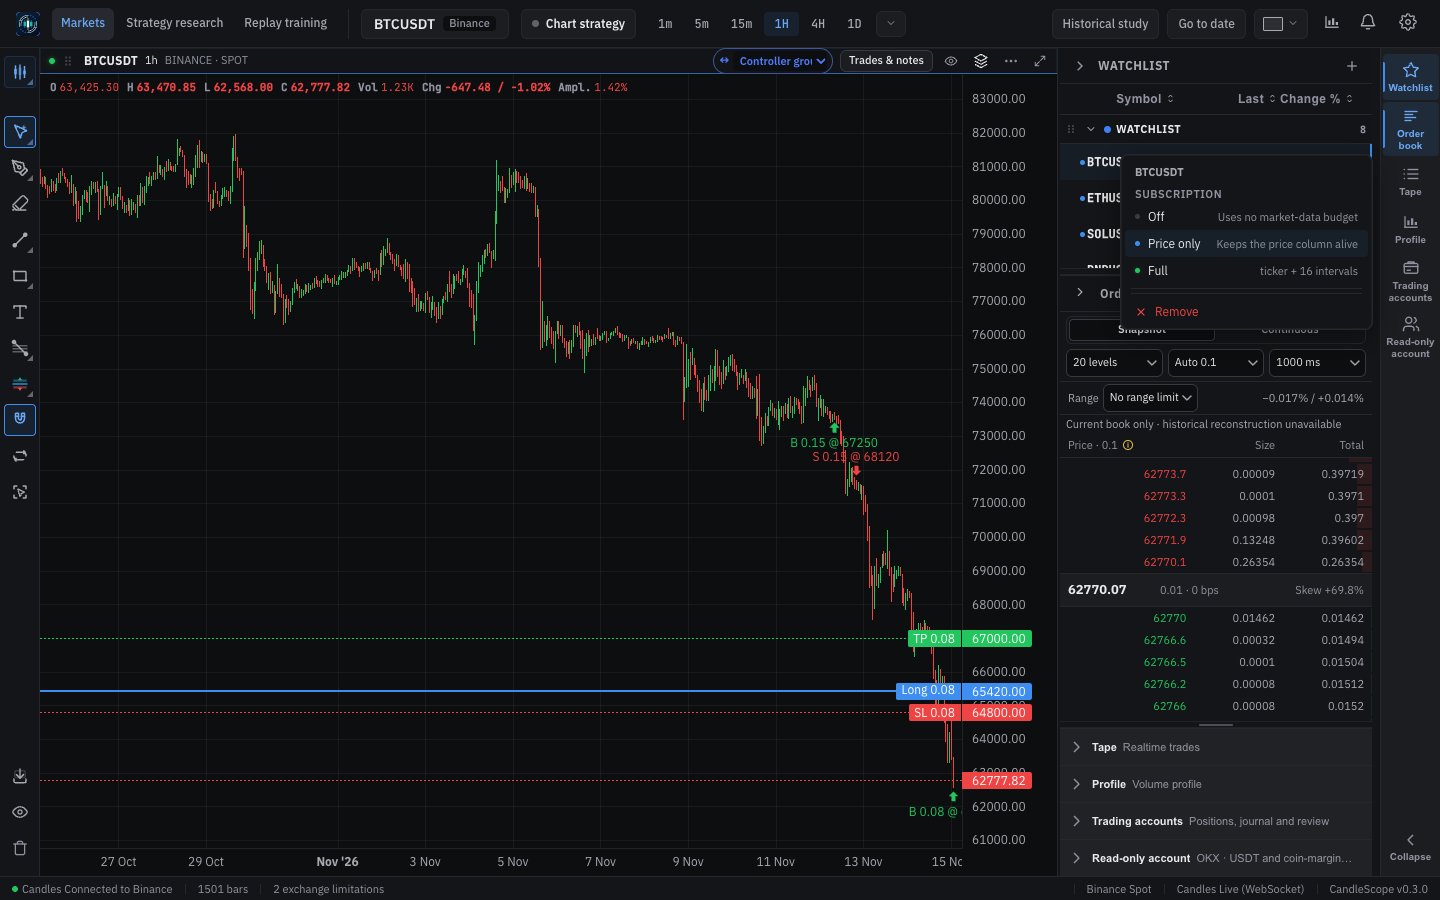 Markets Strategy research Replay training BTCUSDT Binance Chart strategy 1m 5m 15m 1H 4H 1D Historical study Go to date
BTCUSDT 1h BINANCE · SPOT Controller grou Trades & notes
O 63,425.30 H 63,470.85 L 62,568.00 C 62,777.82 Vol 1.23K Chg -647.48 / -1.02% Ampl. 1.42%
83000.00
82000.00
81000.00
80000.00
79000.00
78000.00
77000.00
76000.00
75000.00
74000.00
73000.00
72000.00
71000.00
70000.00
69000.00
68000.00
66000.00
64000.00
62000.00
61000.00
B 0.15 @ 67250
S 0.15 @ 68120
TP 0.08 67000.00
Long 0.08 65420.00
SL 0.08 64800.00
62777.82
B 0.08 @
27 Oct 29 Oct Nov '26 3 Nov 5 Nov 7 Nov 9 Nov 11 Nov 13 Nov 15 No
WATCHLIST
Symbol Last Change %
WATCHLIST 8
BTCUS
ETHUS
SOLUS
BTCUSDT
SUBSCRIPTION
Off Uses no market-data budget
Price only Keeps the price column alive
Full ticker + 16 intervals
Remove
Ord
Snapshot Continuous
20 levels Auto 0.1 1000 ms
Range No range limit −0.017% / +0.014%
Current book only · historical reconstruction unavailable
Price · 0.1 Size Total
62773.7 0.00009 0.39719
62773.3 0.0001 0.3971
62772.3 0.00098 0.397
62771.9 0.13248 0.39602
62770.1 0.26354 0.26354
62770.07 0.01 · 0 bps Skew +69.8%
62770 0.01462 0.01462
62766.6 0.00032 0.01494
62766.5 0.0001 0.01504
62766.2 0.00008 0.01512
62766 0.00008 0.0152
Tape Realtime trades
Profile Volume profile
Trading accounts Positions, journal and review
Read-only account OKX · USDT and coin-margin…
Watchlist
Order
book
Tape
Profile
Trading
accounts
Read-only
account
Collapse
Candles Connected to Binance 1501 bars 2 exchange limitations Binance Spot Candles Live (WebSocket) CandleScope v0.3.0